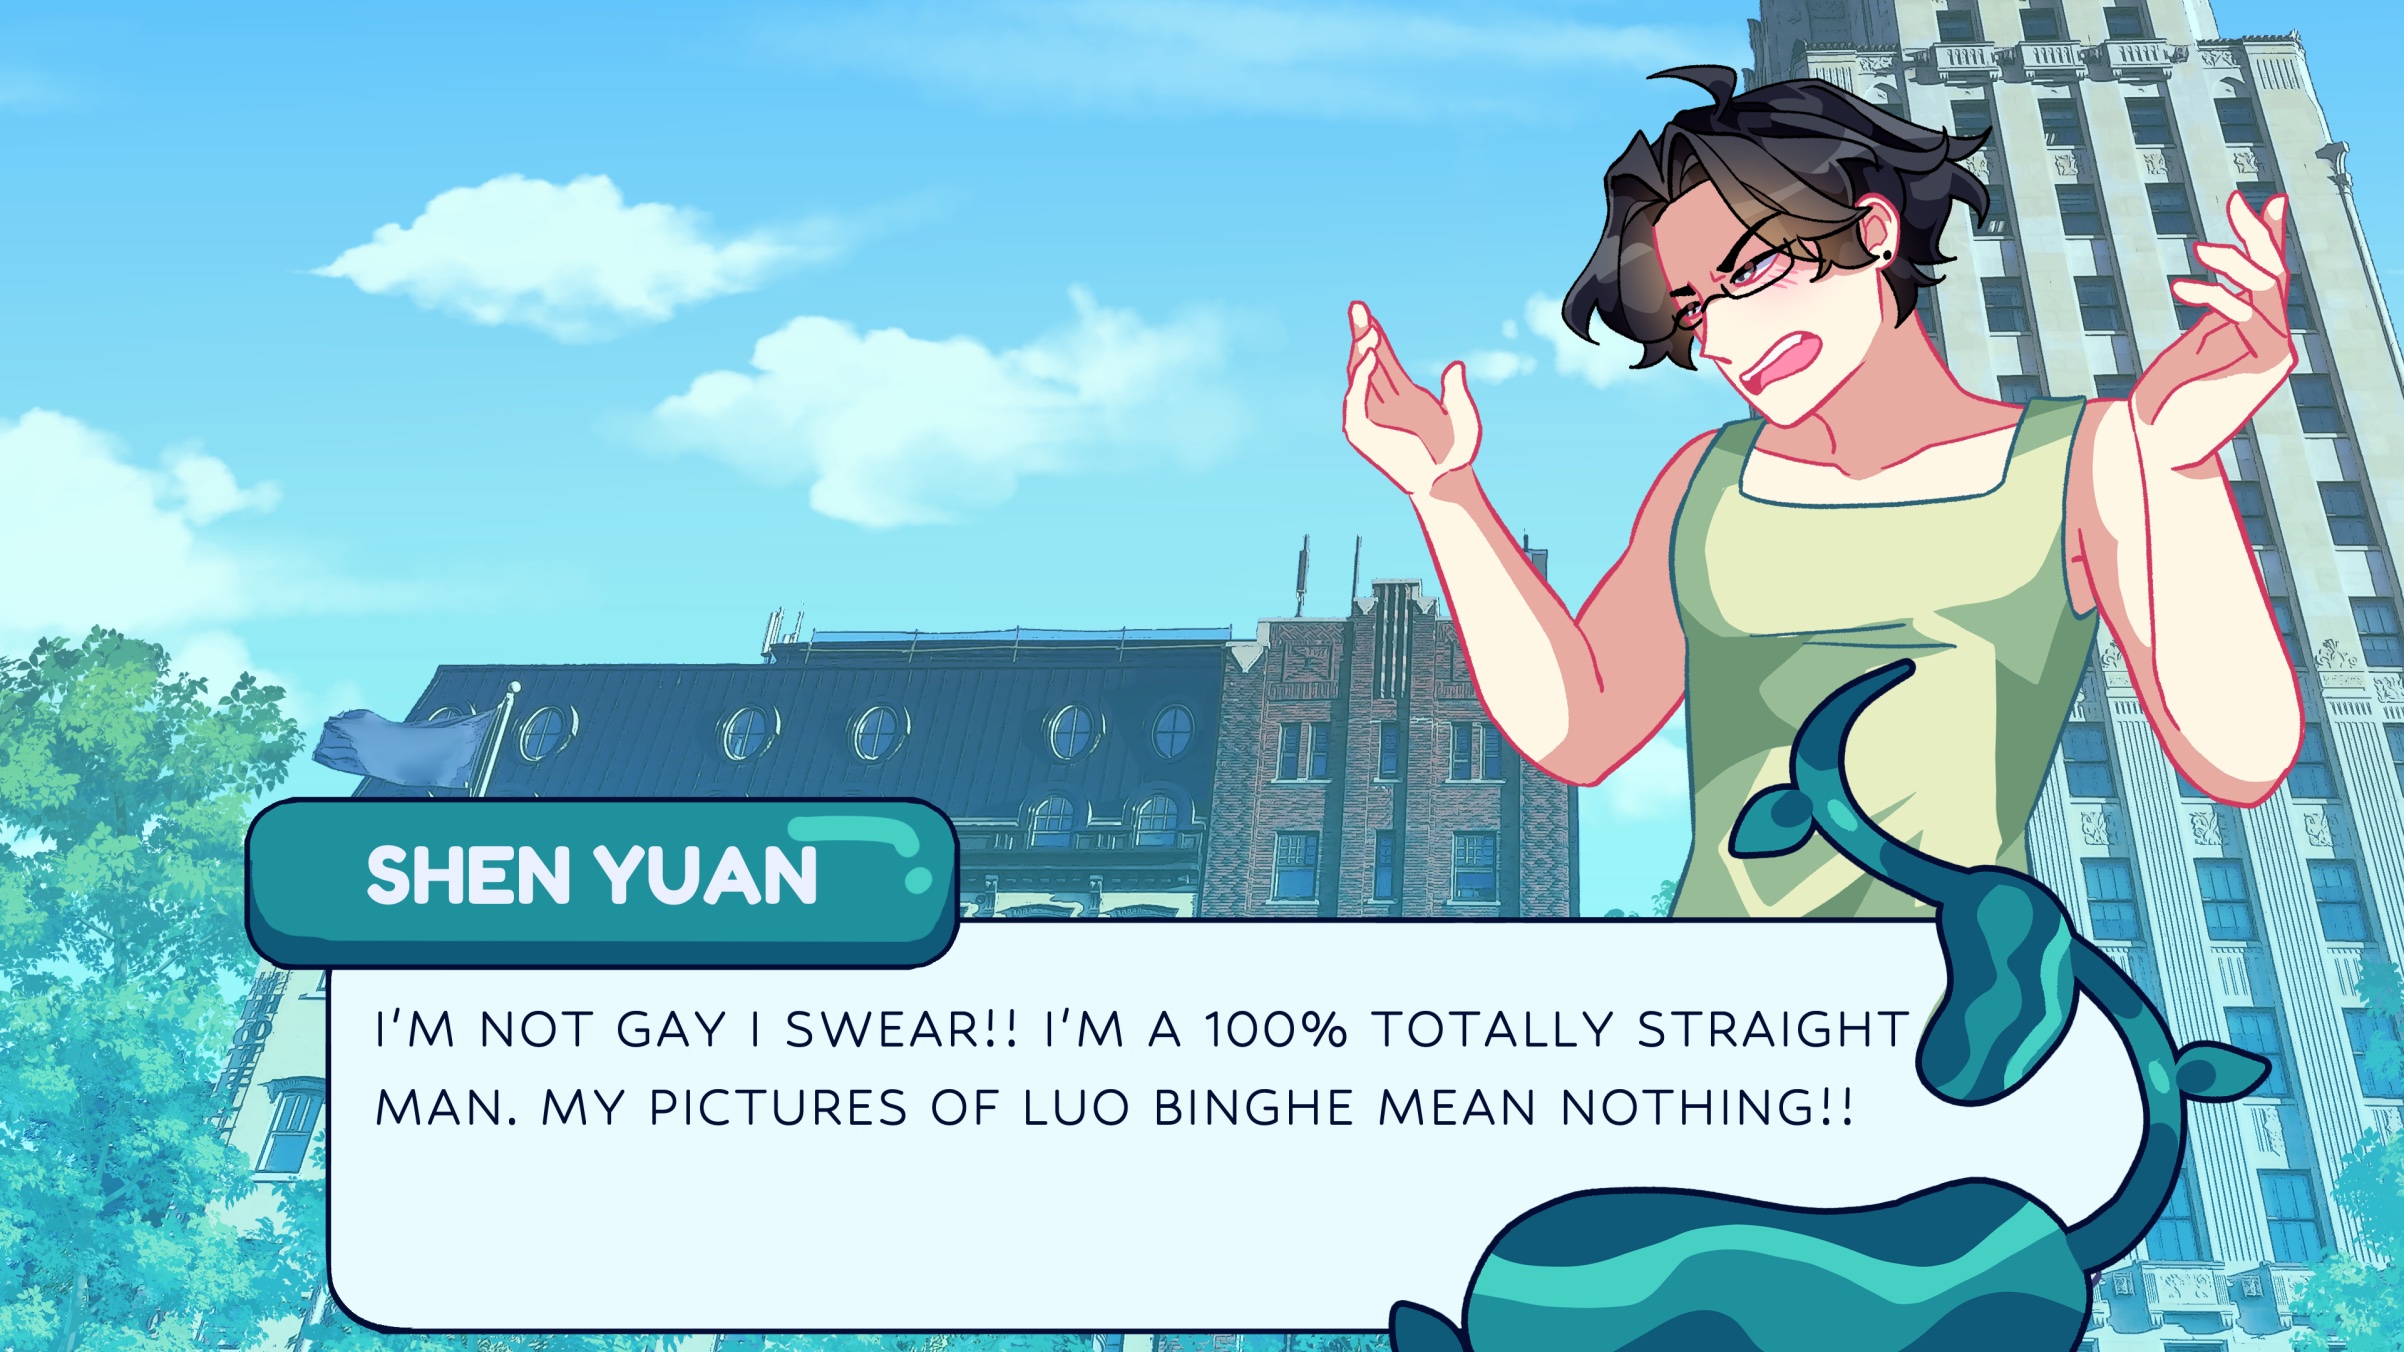 SHEN YUAN
I'M NOT GAY I SWEAR!! I'M A 100% TOTALLY STRAIGHT
MAN. MY PICTURES OF LUO BINGHE MEAN NOTHING!!